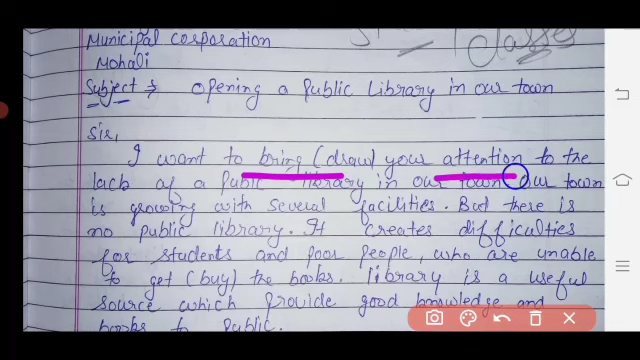 Classes
Municipal Corporation
Mohali
Subject → Opening a Public Library in our town
Sir,
I want to bring (draw) your attention to the
lack of a public library in our town our town
is growing with several facilities. But there is
no public library. It creates difficulties
for students and poor people, who are unable
to get (buy) the books. Library is a useful
source which provide good knowledge and
books to public.